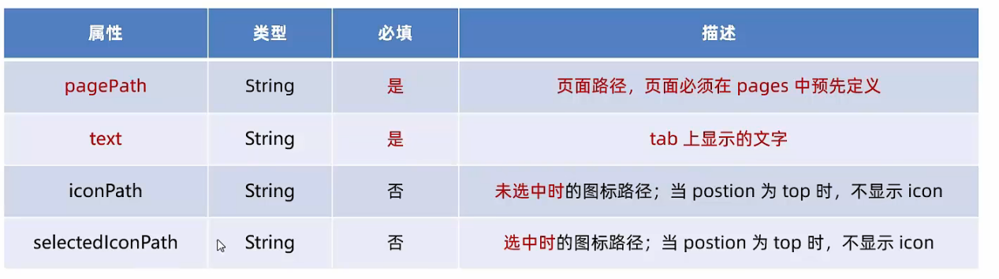 属性 类型 必填 描述
pagePath String 是 页面路径，页面必须在 pages 中预先定义
text String 是 tab 上显示的文字
iconPath String 否 未选中时的图标路径；当 postion 为 top 时，不显示 icon
selectedIconPath String 否 选中时的图标路径；当 postion 为 top 时，不显示 icon